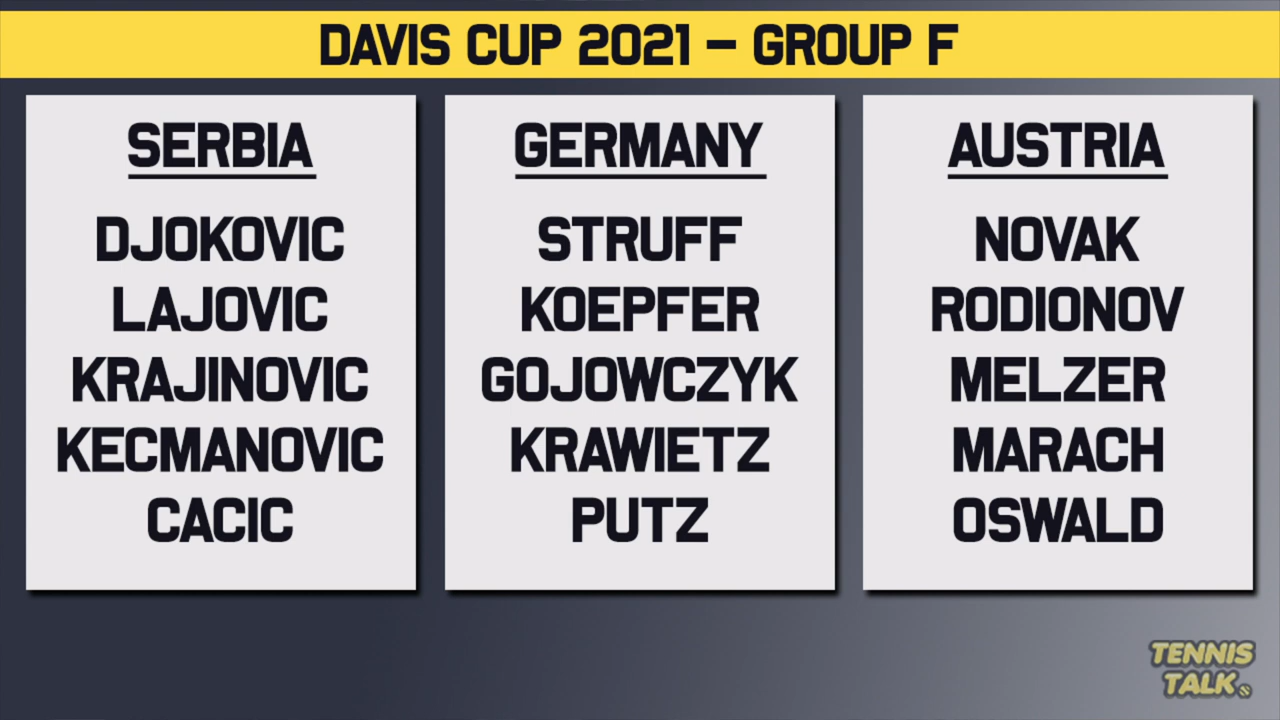 DAVIS CUP 2021 – GROUP F
SERBIA
DJOKOVIC
LAJOVIC
KRAJINOVIC
KECMANOVIC
CACIC
GERMANY
STRUFF
KOEPFER
GOJOWCZYK
KRAWIETZ
PUTZ
AUSTRIA
NOVAK
RODIONOV
MELZER
MARACH
OSWALD
TENNIS
TALK